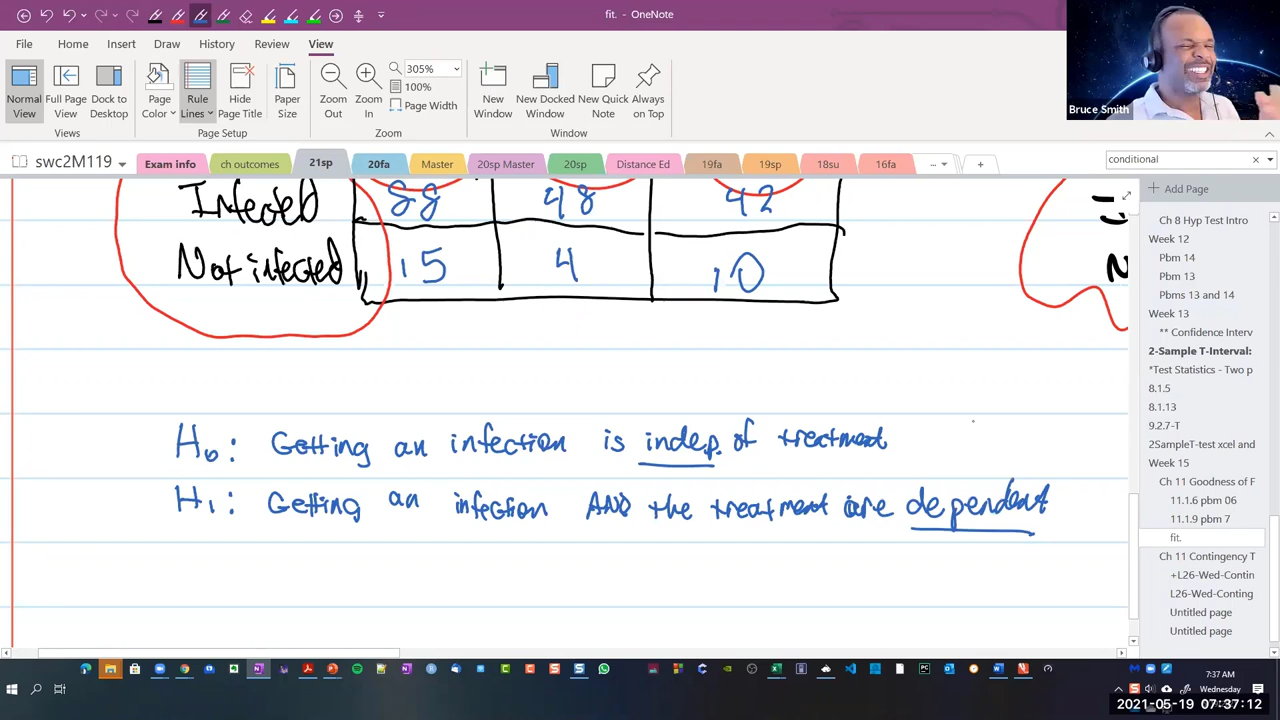 fit. - OneNote
File Home Insert Draw History Review View
Normal View
Full Page View
Dock to Desktop
Views
Page Color
Rule Lines
Hide Page Title
Paper Size
Page Setup
Zoom Out
Zoom In
305%
100%
Page Width
Zoom
New Window
New Docked Window
New Quick Note
Always on Top
Window
Bruce Smith
swc2M119
Exam info
ch outcomes
21sp
20fa
Master
20sp Master
20sp
Distance Ed
19fa
19sp
18su
16fa
...
conditional
Infected 88 48 42
Not infected 15 4 10
H0: Getting an infection is indep. of treatment
H1: Getting an infection AND the treatment are dependent
Add Page
Ch 8 Hyp Test Intro
Week 12
Pbm 14
Pbm 13
Pbms 13 and 14
Week 13
** Confidence Interv
2-Sample T-Interval:
*Test Statistics - Two p
8.1.5
8.1.13
9.2.7-T
2SampleT-test xcel and
Week 15
Ch 11 Goodness of F
11.1.6 pbm 06
11.1.9 pbm 7
fit.
Ch 11 Contingency T
+L26-Wed-Contin
L26-Wed-Conting
Untitled page
Untitled page
7:37 AM
Wednesday
2021-05-19 07:37:12